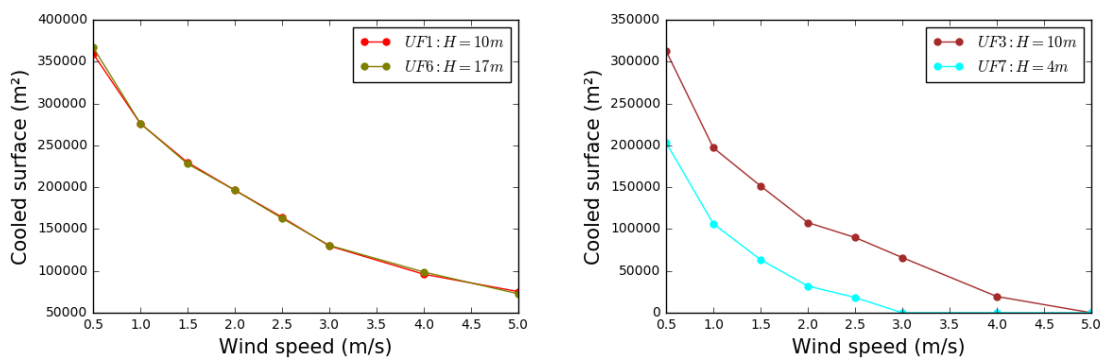 400000
350000
300000
250000
200000
150000
100000
50000
Cooled surface (m²)
UF1 : H = 10m
UF6 : H = 17m
0.5 1.0 1.5 2.0 2.5 3.0 3.5 4.0 4.5 5.0
Wind speed (m/s)
350000
300000
250000
200000
150000
100000
50000
0
Cooled surface (m²)
UF3 : H = 10m
UF7 : H = 4m
0.5 1.0 1.5 2.0 2.5 3.0 3.5 4.0 4.5 5.0
Wind speed (m/s)